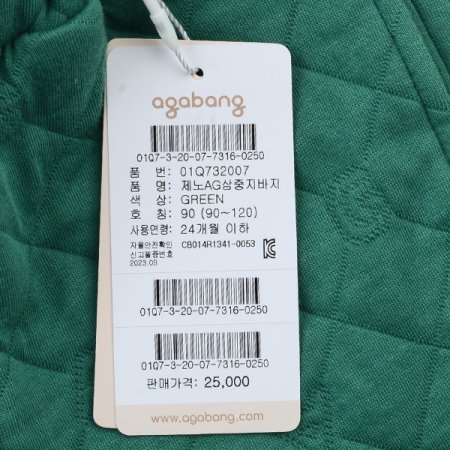 agabang
01Q7-3-20-07-7316-0250
품 번: 01Q732007
품 명: 제노AG삼중지바지
색 상: GREEN
호 칭: 90 (90~120)
사용연령: 24개월 이하
자율안전확인 신고필증번호 CB014R1341-0053
2023.09
01Q7-3-20-07-7316-0250
01Q7-3-20-07-7316-0250
판매가격: 25,000
www.agabang.com